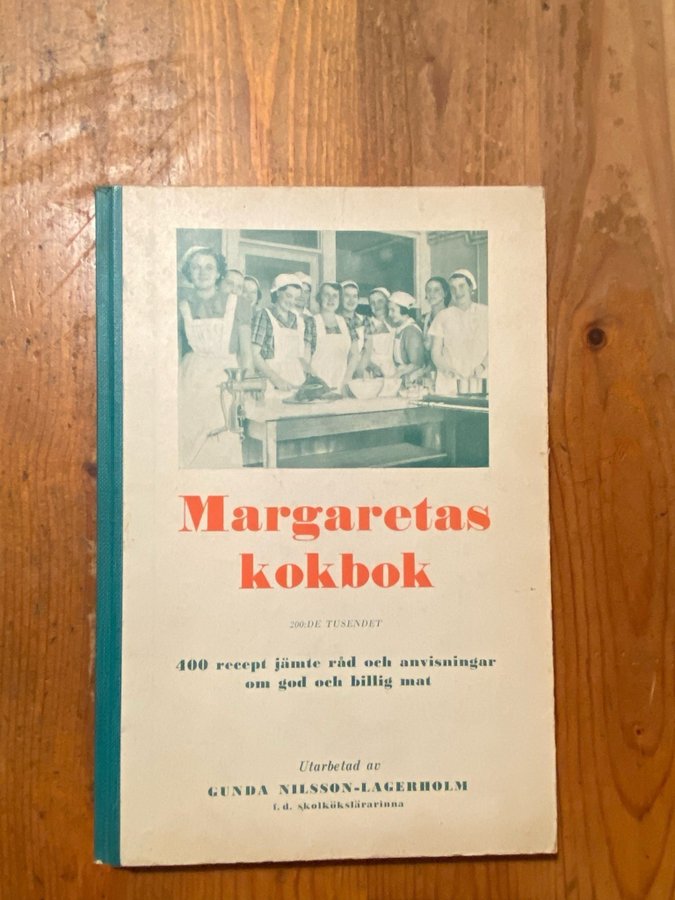 Margaretas
kokbok
200:DE TUSENDET
400 recept jämte råd och anvisningar
om god och billig mat
Utarbetad av
GUNDA NILSSON-LAGERHOLM
f. d. skolkökslärarinna